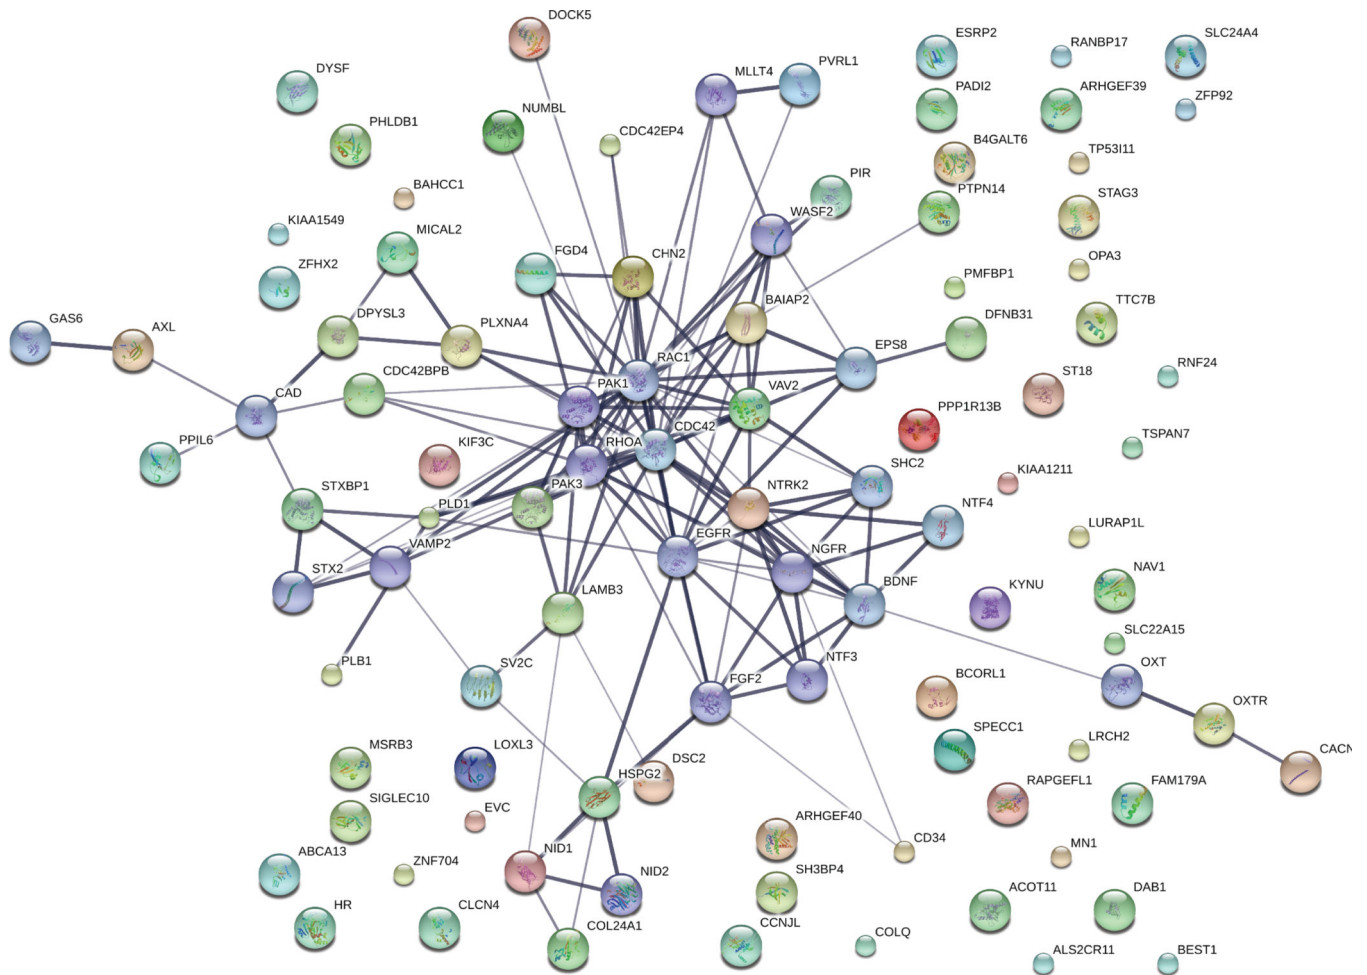 DOCK5
ESRP2
RANBP17
SLC24A4
DYSF
MLLT4
PVRL1
PADI2
ARHGEF39
ZFP92
NUMBL
PHLDB1
CDC42EP4
B4GALT6
TP53I11
BAHCC1
PIR
PTPN14
STAG3
KIAA1549
MICAL2
WASF2
ZFHX2
FGD4
CHN2
OPA3
PMFBP1
BAIAP2
TTC7B
GAS6
AXL
DPYSL3
PLXNA4
DFNB31
RAC1
EPS8
RNF24
CDC42BPB
PAK1
VAV2
ST18
CAD
PPP1R13B
PPIL6
KIF3C
RHOA
CDC42
TSPAN7
SHC2
KIAA1211
STXBP1
PLD1
PAK3
NTRK2
NTF4
LURAP1L
VAMP2
EGFR
NGFR
STX2
BDNF
NAV1
LAMB3
KYNU
SLC22A15
PLB1
SV2C
NTF3
OXT
FGF2
BCORL1
OXTR
SPECC1
LRCH2
CACN
MSRB3
LOXL3
DSC2
HSPG2
RAPGEFL1
FAM179A
SIGLEC10
EVC
ARHGEF40
CD34
MN1
ABCA13
ZNF704
NID1
NID2
SH3BP4
ACOT11
DAB1
HR
CLCN4
COL24A1
CCNJL
COLQ
ALS2CR11
BEST1